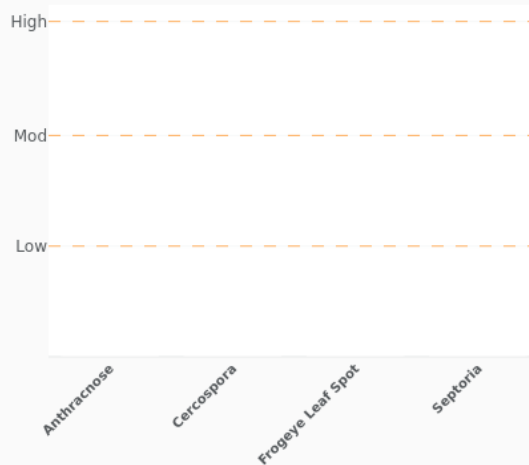 High
Mod
Low
Anthracnose
Cercospora
Frogeye Leaf Spot
Septoria